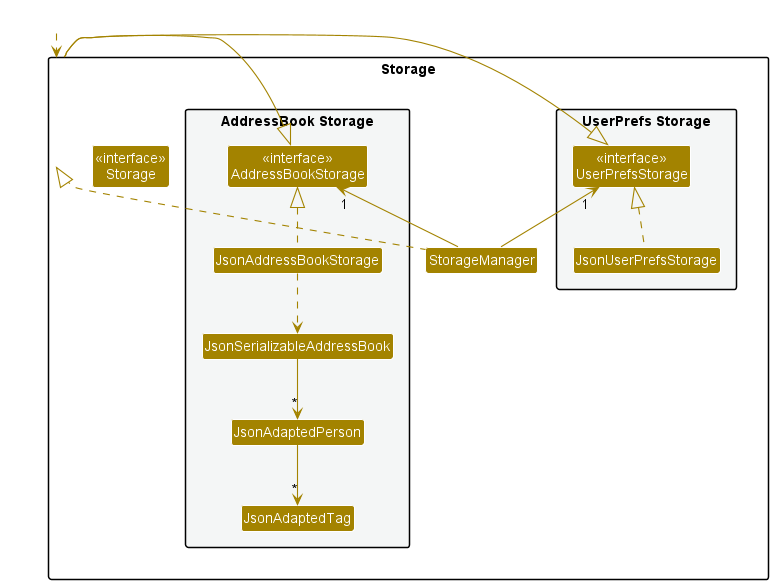 Storage
AddressBook Storage
UserPrefs Storage
«interface»
Storage
«interface»
AddressBookStorage
«interface»
UserPrefsStorage
1
1
JsonAddressBookStorage
StorageManager
JsonUserPrefsStorage
JsonSerializableAddressBook
*
JsonAdaptedPerson
*
JsonAdaptedTag